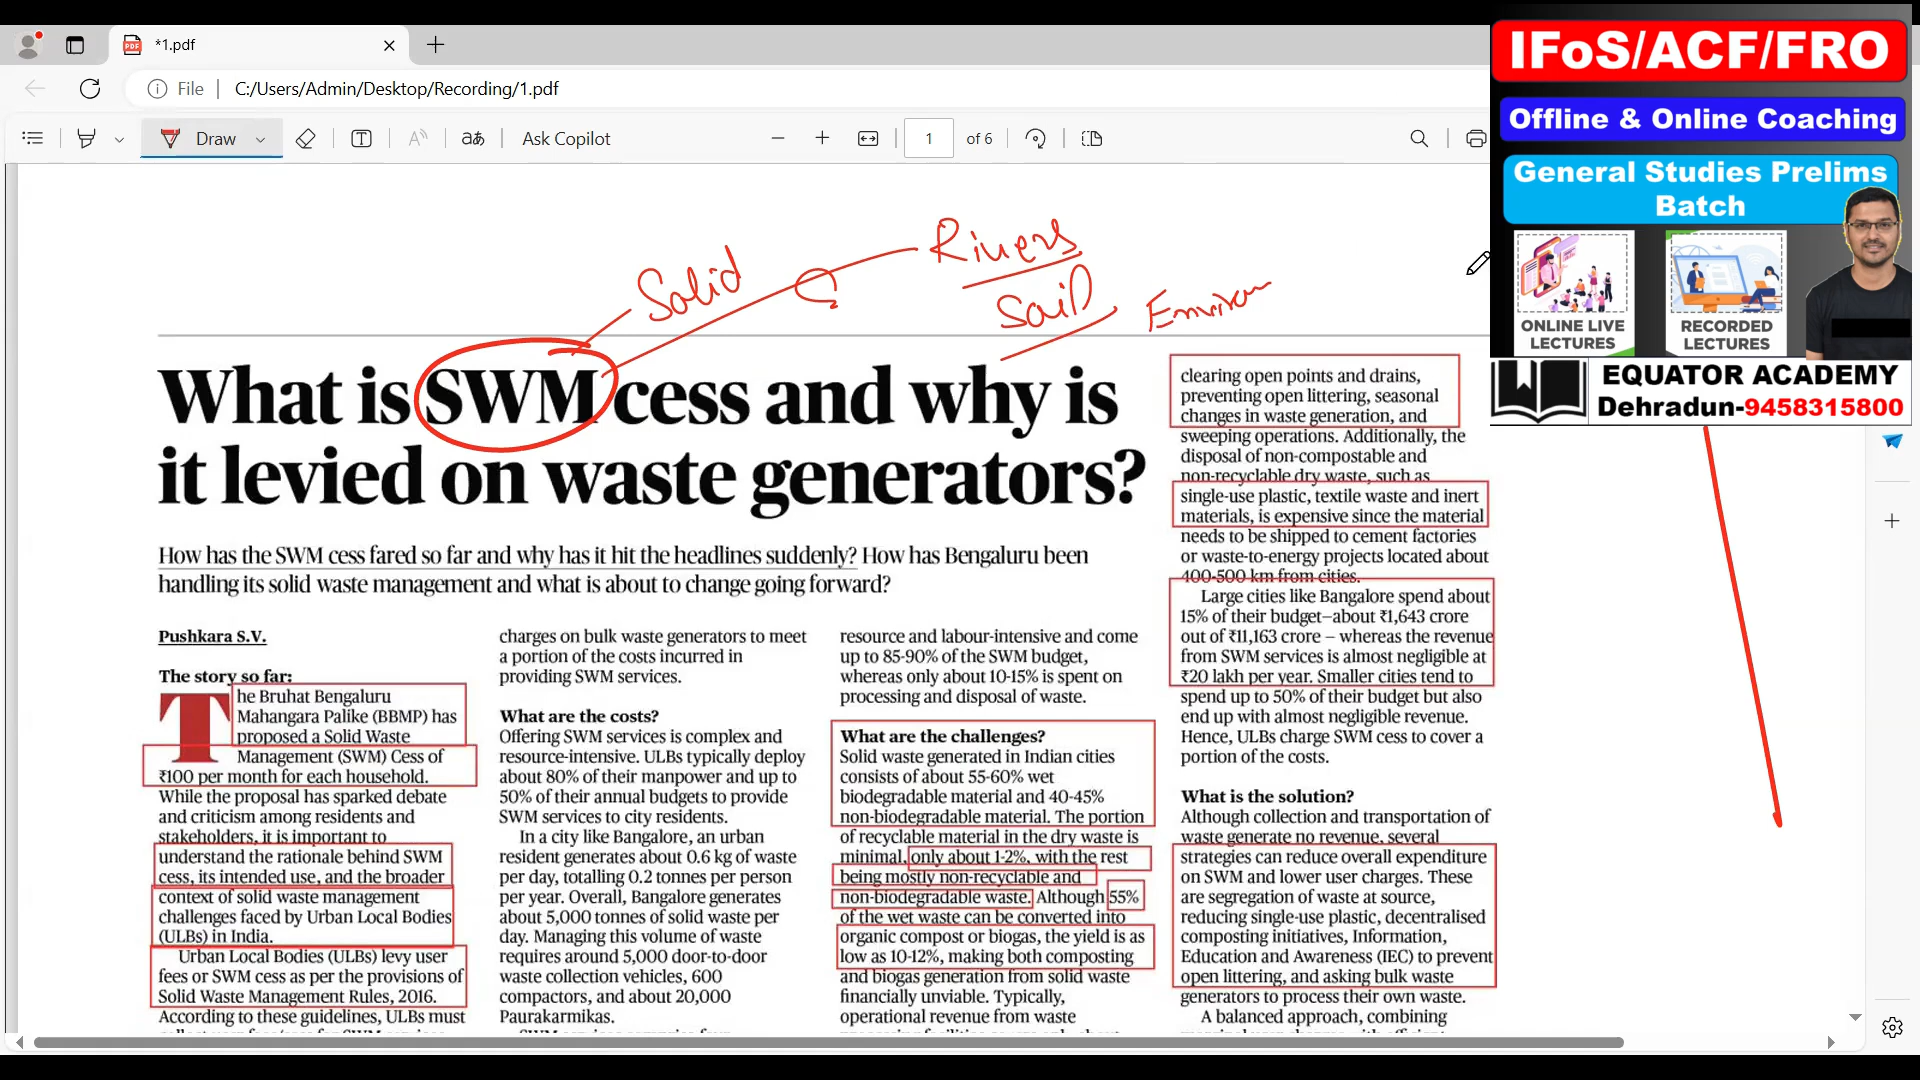 *1.pdf
File
C:/Users/Admin/Desktop/Recording/1.pdf
Draw
aあ
Ask Copilot
1
of 6
IFoS/ACF/FRO
Offline & Online Coaching
General Studies Prelims
Batch
ONLINE LIVE
LECTURES
RECORDED
LECTURES
EQUATOR ACADEMY
Dehradun-9458315800
Solid
Rivers
Soil
What is SWM cess and why is
it levied on waste generators?
How has the SWM cess fared so far and why has it hit the headlines suddenly? How has Bengaluru been
handling its solid waste management and what is about to change going forward?
Pushkara S.V.
The story so far:
The Bruhat Bengaluru
Mahangara Palike (BBMP) has
proposed a Solid Waste
Management (SWM) Cess of
₹100 per month for each household.
While the proposal has sparked debate
and criticism among residents and
stakeholders, it is important to
understand the rationale behind SWM
cess, its intended use, and the broader
context of solid waste management
challenges faced by Urban Local Bodies
(ULBs) in India.
Urban Local Bodies (ULBs) levy user
fees or SWM cess as per the provisions of
Solid Waste Management Rules, 2016.
According to these guidelines, ULBs must
charges on bulk waste generators to meet
a portion of the costs incurred in
providing SWM services.
What are the costs?
Offering SWM services is complex and
resource-intensive. ULBs typically deploy
about 80% of their manpower and up to
50% of their annual budgets to provide
SWM services to city residents.
In a city like Bangalore, an urban
resident generates about 0.6 kg of waste
per day, totalling 0.2 tonnes per person
per year. Overall, Bangalore generates
about 5,000 tonnes of solid waste per
day. Managing this volume of waste
requires around 5,000 door-to-door
waste collection vehicles, 600
compactors, and about 20,000
Paurakarmikas.
resource and labour-intensive and come
up to 85-90% of the SWM budget,
whereas only about 10-15% is spent on
processing and disposal of waste.
What are the challenges?
Solid waste generated in Indian cities
consists of about 55-60% wet
biodegradable material and 40-45%
non-biodegradable material. The portion
of recyclable material in the dry waste is
minimal, only about 1-2%, with the rest
being mostly non-recyclable and
non-biodegradable waste. Although 55%
of the wet waste can be converted into
organic compost or biogas, the yield is as
low as 10-12%, making both composting
and biogas generation from solid waste
financially unviable. Typically,
operational revenue from waste
clearing open points and drains,
preventing open littering, seasonal
changes in waste generation, and
sweeping operations. Additionally, the
disposal of non-compostable and
non-recyclable dry waste, such as
single-use plastic, textile waste and inert
materials, is expensive since the material
needs to be shipped to cement factories
or waste-to-energy projects located about
400-500 km from cities.
Large cities like Bangalore spend about
15% of their budget—about ₹1,643 crore
out of ₹11,163 crore – whereas the revenue
from SWM services is almost negligible at
₹20 lakh per year. Smaller cities tend to
spend up to 50% of their budget but also
end up with almost negligible revenue.
Hence, ULBs charge SWM cess to cover a
portion of the costs.
What is the solution?
Although collection and transportation of
waste generate no revenue, several
strategies can reduce overall expenditure
on SWM and lower user charges. These
are segregation of waste at source,
reducing single-use plastic, decentralised
composting initiatives, Information,
Education and Awareness (IEC) to prevent
open littering, and asking bulk waste
generators to process their own waste.
A balanced approach, combining